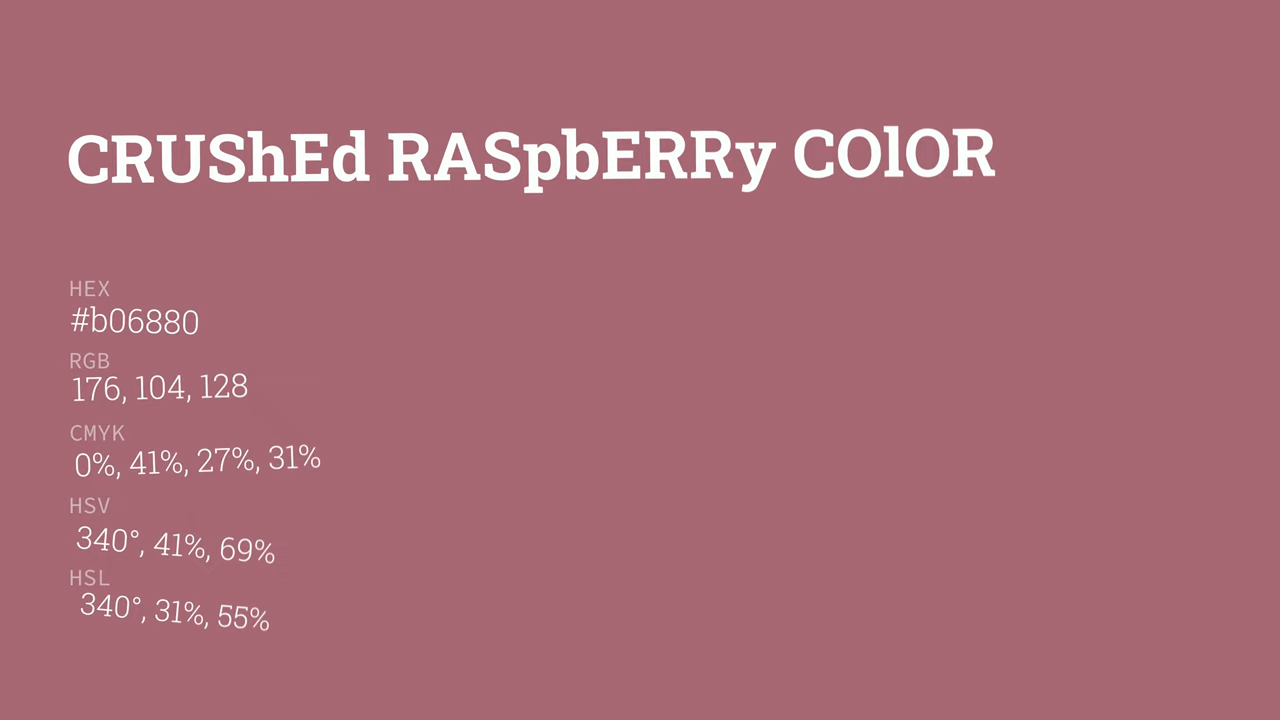 CRUShEd RASpbERRy COlOR
HEX
#b06880
RGB
176, 104, 128
CMYK
0%, 41%, 27%, 31%
HSV
340°, 41%, 69%
HSL
340°, 31%, 55%